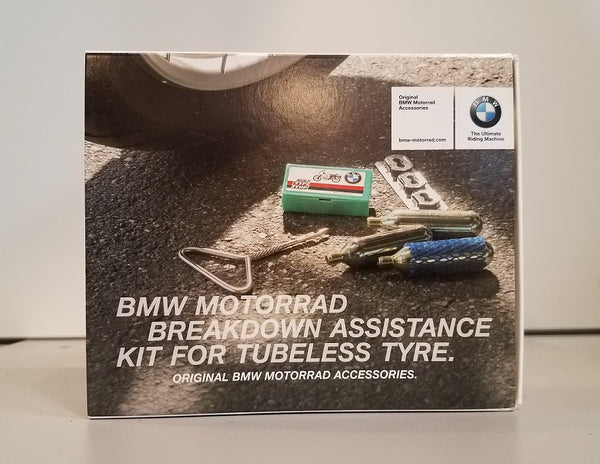 Original
BMW Motorrad
Accessories
bmw-motorrad.com
BMW
The Ultimate
Riding Machine
BMW MOTORRAD
BREAKDOWN ASSISTANCE
KIT FOR TUBELESS TYRE.
ORIGINAL BMW MOTORRAD ACCESSORIES.